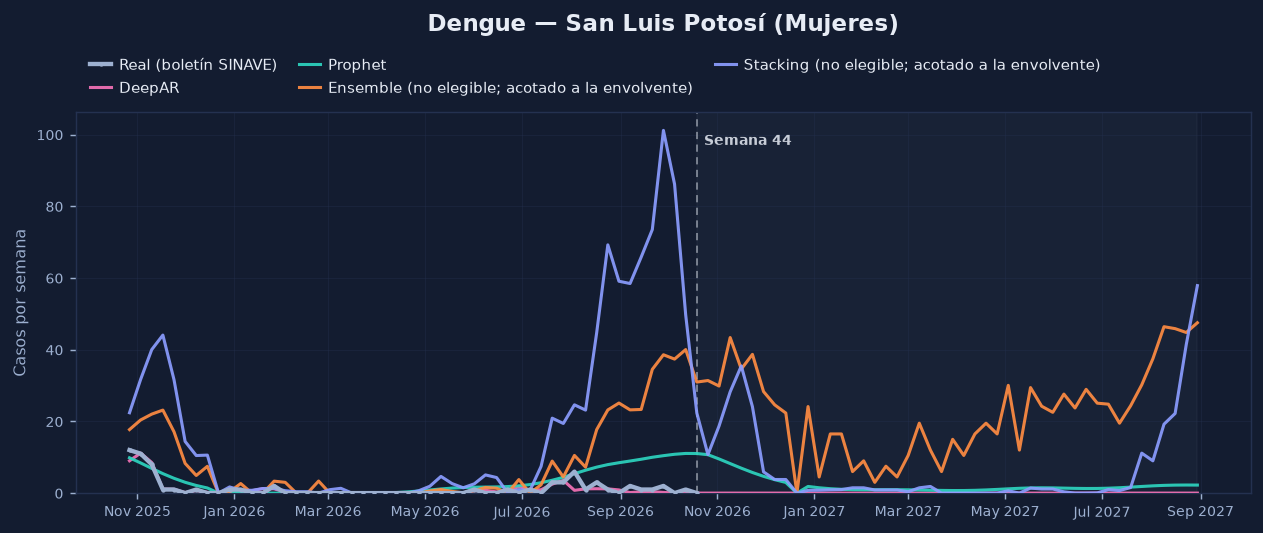 Dengue — San Luis Potosí (Mujeres)
Real (boletín SINAVE)
Prophet
Stacking (no elegible; acotado a la envolvente)
DeepAR
Ensemble (no elegible; acotado a la envolvente)
Semana 44
Casos por semana
100
80
60
40
20
0
Nov 2025
Jan 2026
Mar 2026
May 2026
Jul 2026
Sep 2026
Nov 2026
Jan 2027
Mar 2027
May 2027
Jul 2027
Sep 2027